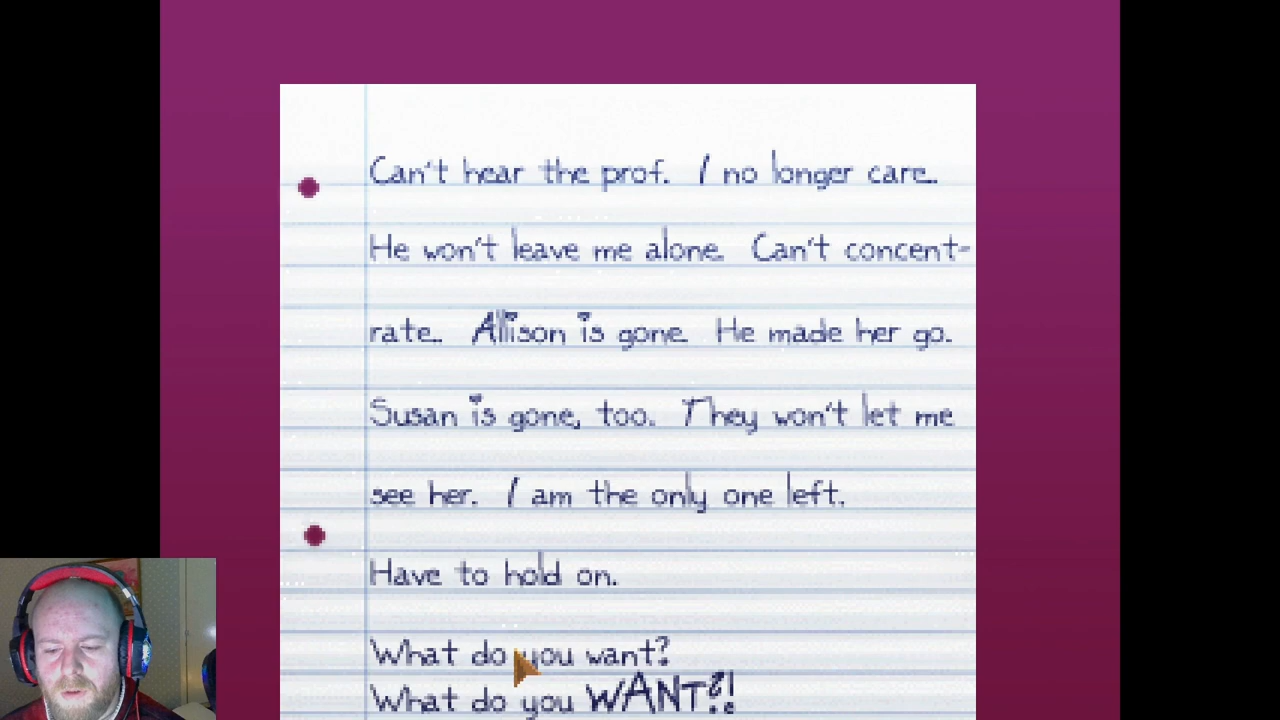 Can't hear the prof. I no longer care.
He won't leave me alone. Can't concent-
rate. Allison is gone. He made her go.
Susan is gone, too. They won't let me
see her. I am the only one left.
Have to hold on.
What do you want?
What do you WANT?!